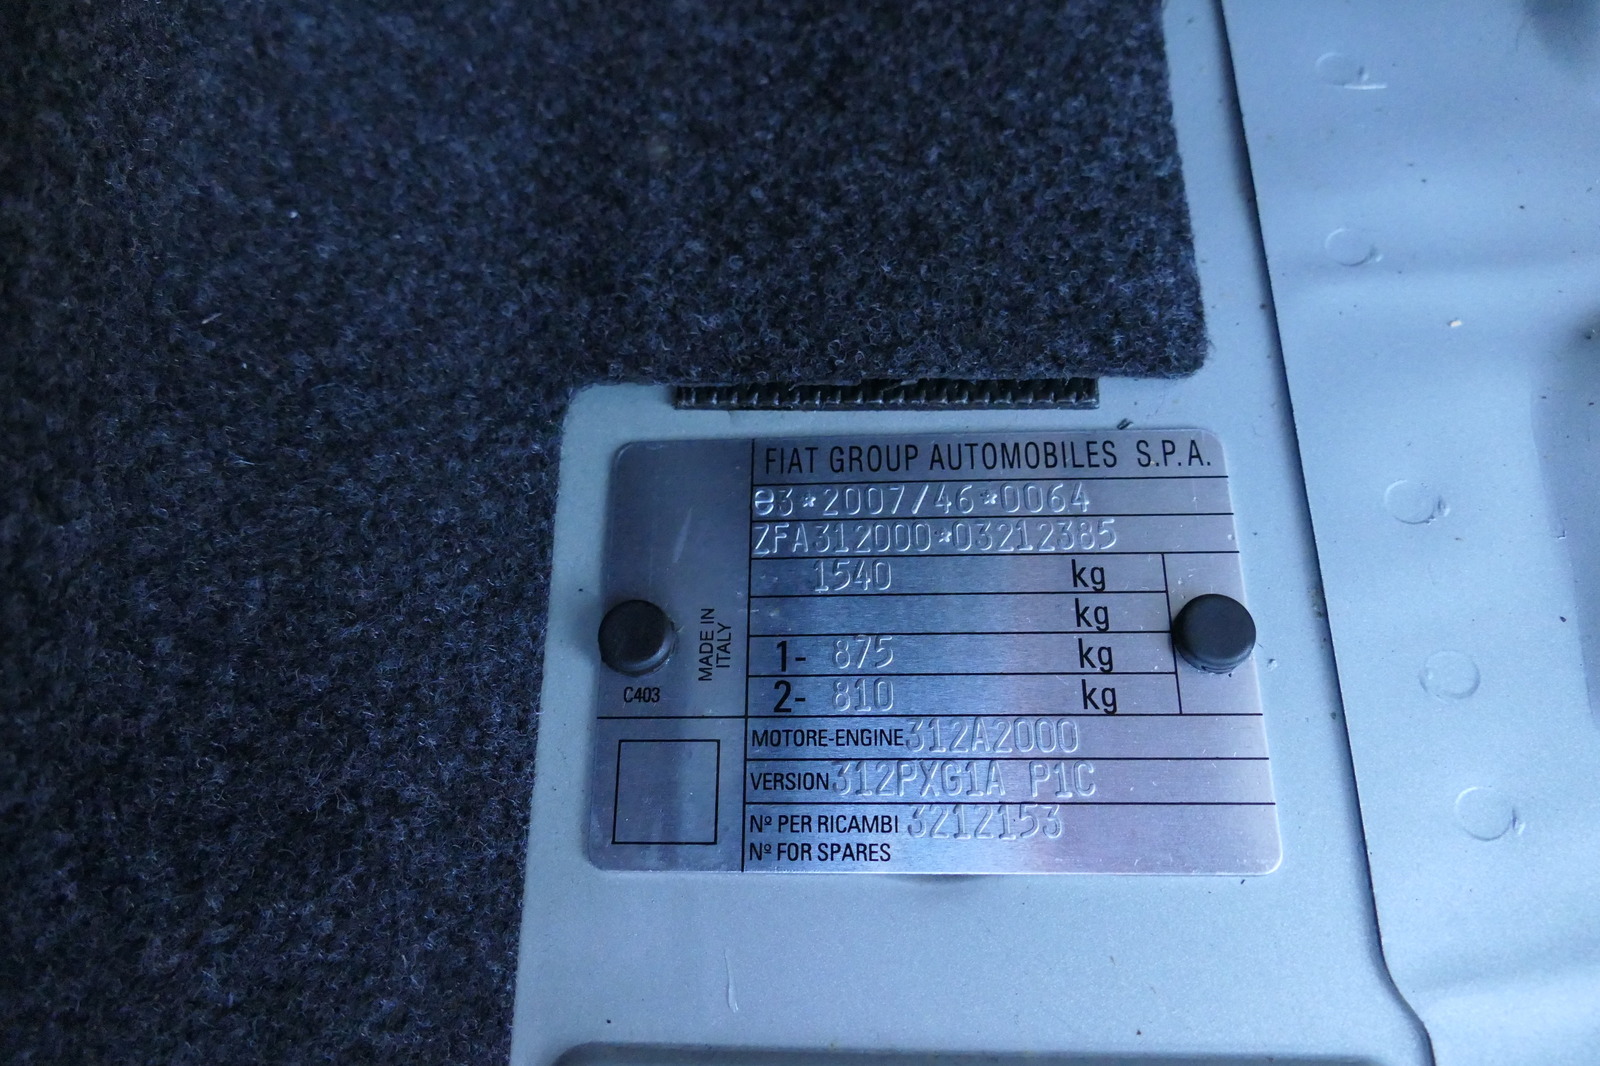 FIAT GROUP AUTOMOBILES S.P.A.
e3*2007/46*0064
ZFA312000*03212385
1540 kg
kg
1- 875 kg
2- 810 kg
MADE IN
ITALY
C403
MOTORE-ENGINE 312A2000
VERSION 312PXG1A P1C
Nº PER RICAMBI 3212153
Nº FOR SPARES